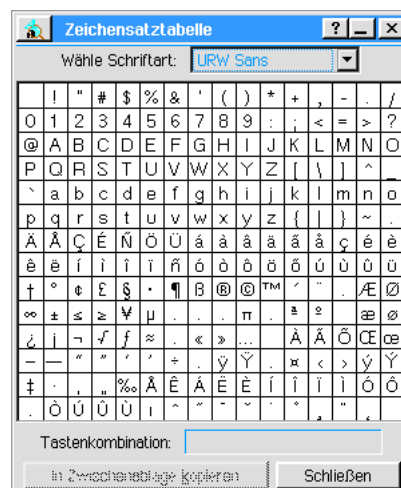 Zeichensatztabelle ? _ X
Wähle Schriftart: URW Sans
! " # $ % & ' ( ) * + , - . /
0 1 2 3 4 5 6 7 8 9 : ; < = > ?
@ A B C D E F G H I J K L M N O
P Q R S T U V W X Y Z [ \ ] ^ _
` a b c d e f g h i j k l m n o
p q r s t u v w x y z { | } ~ .
Ä Å Ç É Ñ Ö Ü á à â ä ã å ç é è
ê ë í ì î ï ñ ó ò ô ö õ ú ù û ü
† ° ¢ £ § • ¶ ß ® © ™ ´ ¨ . Æ Ø
∞ ± ≤ ≥ ¥ µ . . . π . ª º æ ø
¿ ¡ ¬ √ ƒ ≈ . « » … À Ã Õ Œ œ
– — “ ” ‘ ’ ÷ . ÿ Ÿ . ¤ ‹ › ý Ý
‡ · ‚ „ ‰ Â Ê Á Ë È Í Î Ï Ì Ó Ô
. Ò Ú Û Ù ı ˆ ˜ ¯ ˘ ˙ ˚ ¸ ˝ ˛
Tastenkombination:
In Zwischenablage kopieren Schließen